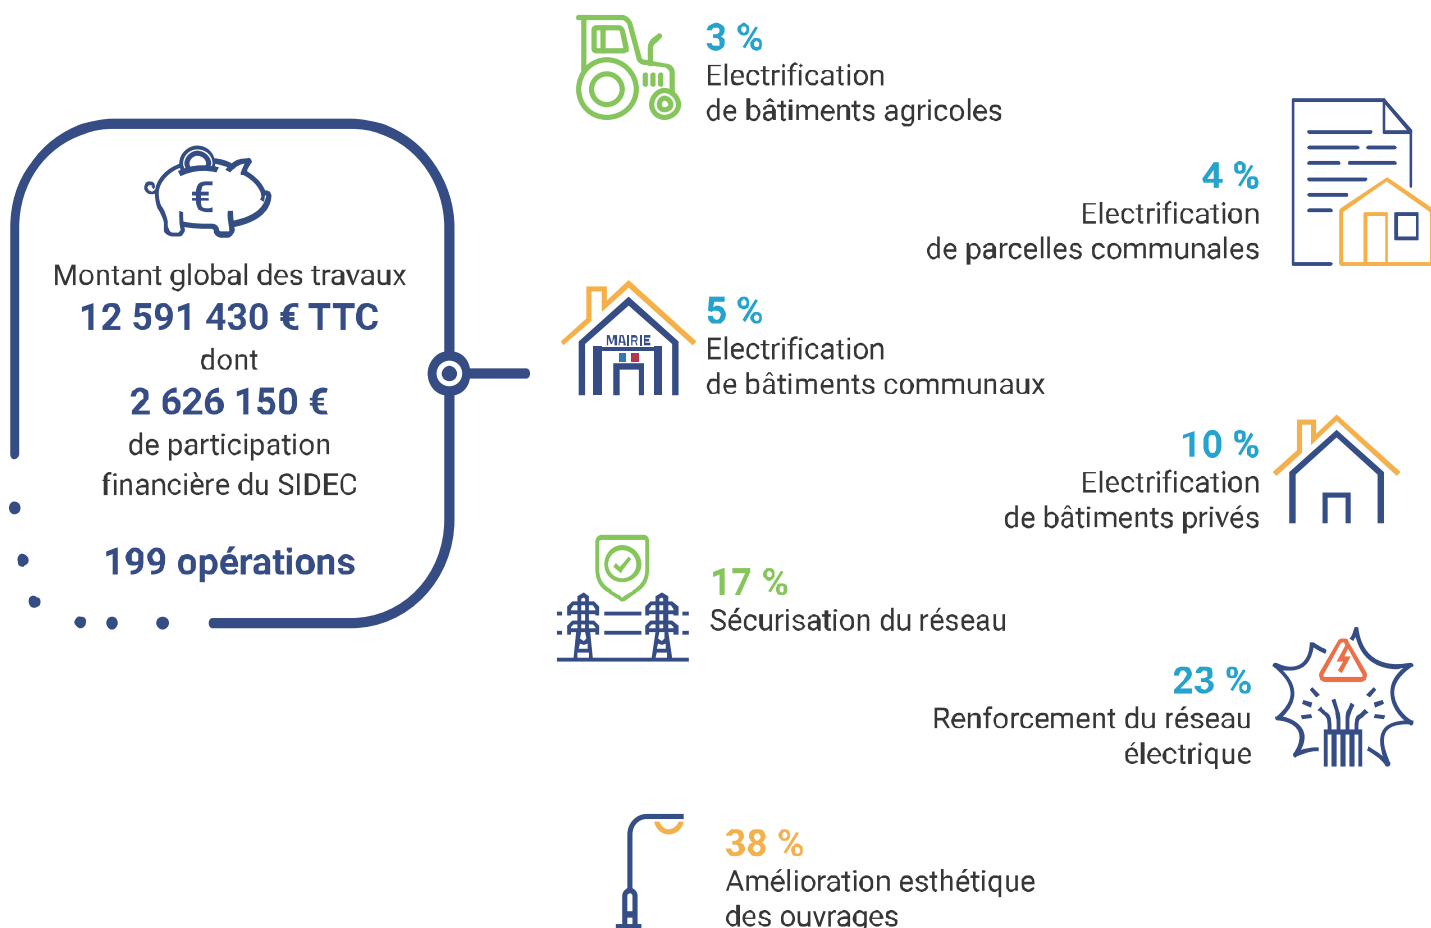 Montant global des travaux
12 591 430 € TTC
dont
2 626 150 €
de participation
financière du SIDEC
199 opérations
3 %
Electrification
de bâtiments agricoles
4 %
Electrification
de parcelles communales
MAIRIE
5 %
Electrification
de bâtiments communaux
10 %
Electrification
de bâtiments privés
17 %
Sécurisation du réseau
23 %
Renforcement du réseau
électrique
38 %
Amélioration esthétique
des ouvrages